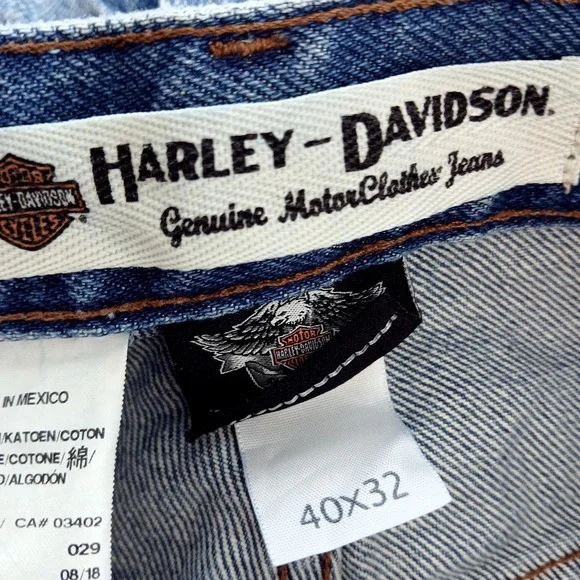 HARLEY-DAVIDSON.
Genuine MotorClothes Jeans
HARLEY-DAVIDSON
MOTOR
HARLEY-DAVIDSON
40X32
IN MEXICO
/KATOEN/COTON
E/COTONE/綿/
/ALGODÓN
/ CA# 03402
029
08/18